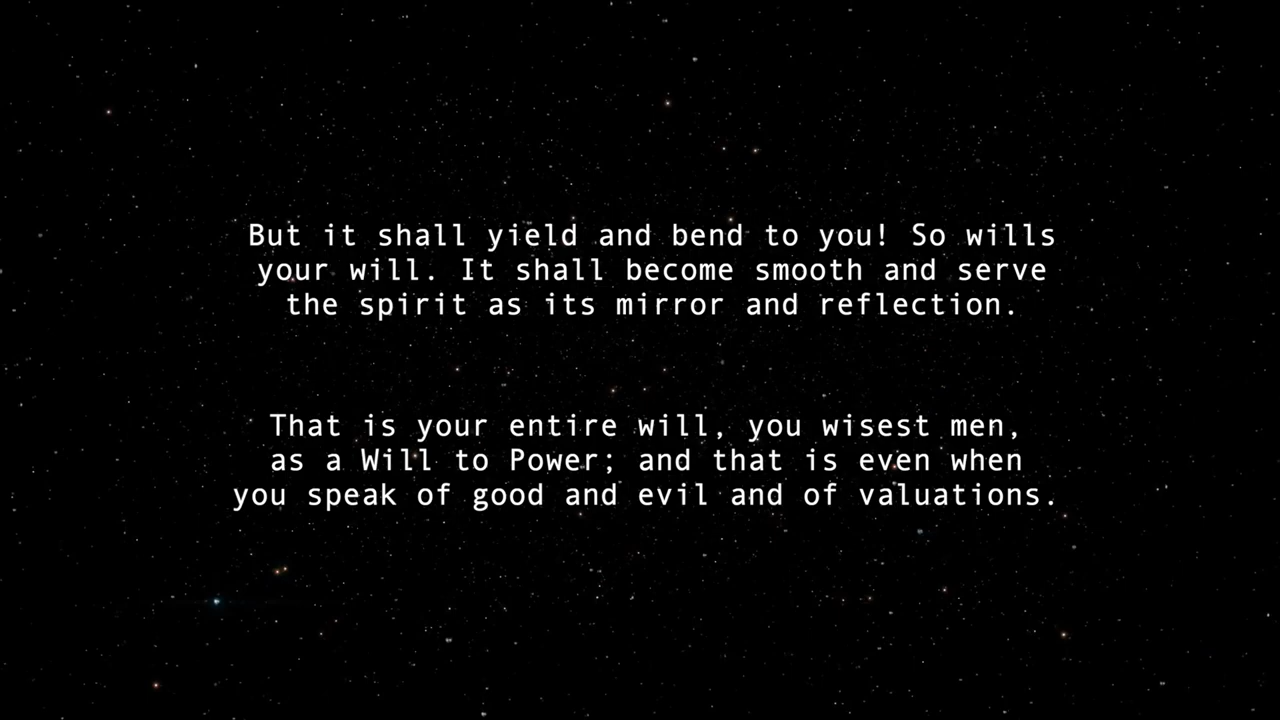 But it shall yield and bend to you! So wills
your will. It shall become smooth and serve
the spirit as its mirror and reflection.
That is your entire will, you wisest men,
as a Will to Power; and that is even when
you speak of good and evil and of valuations.